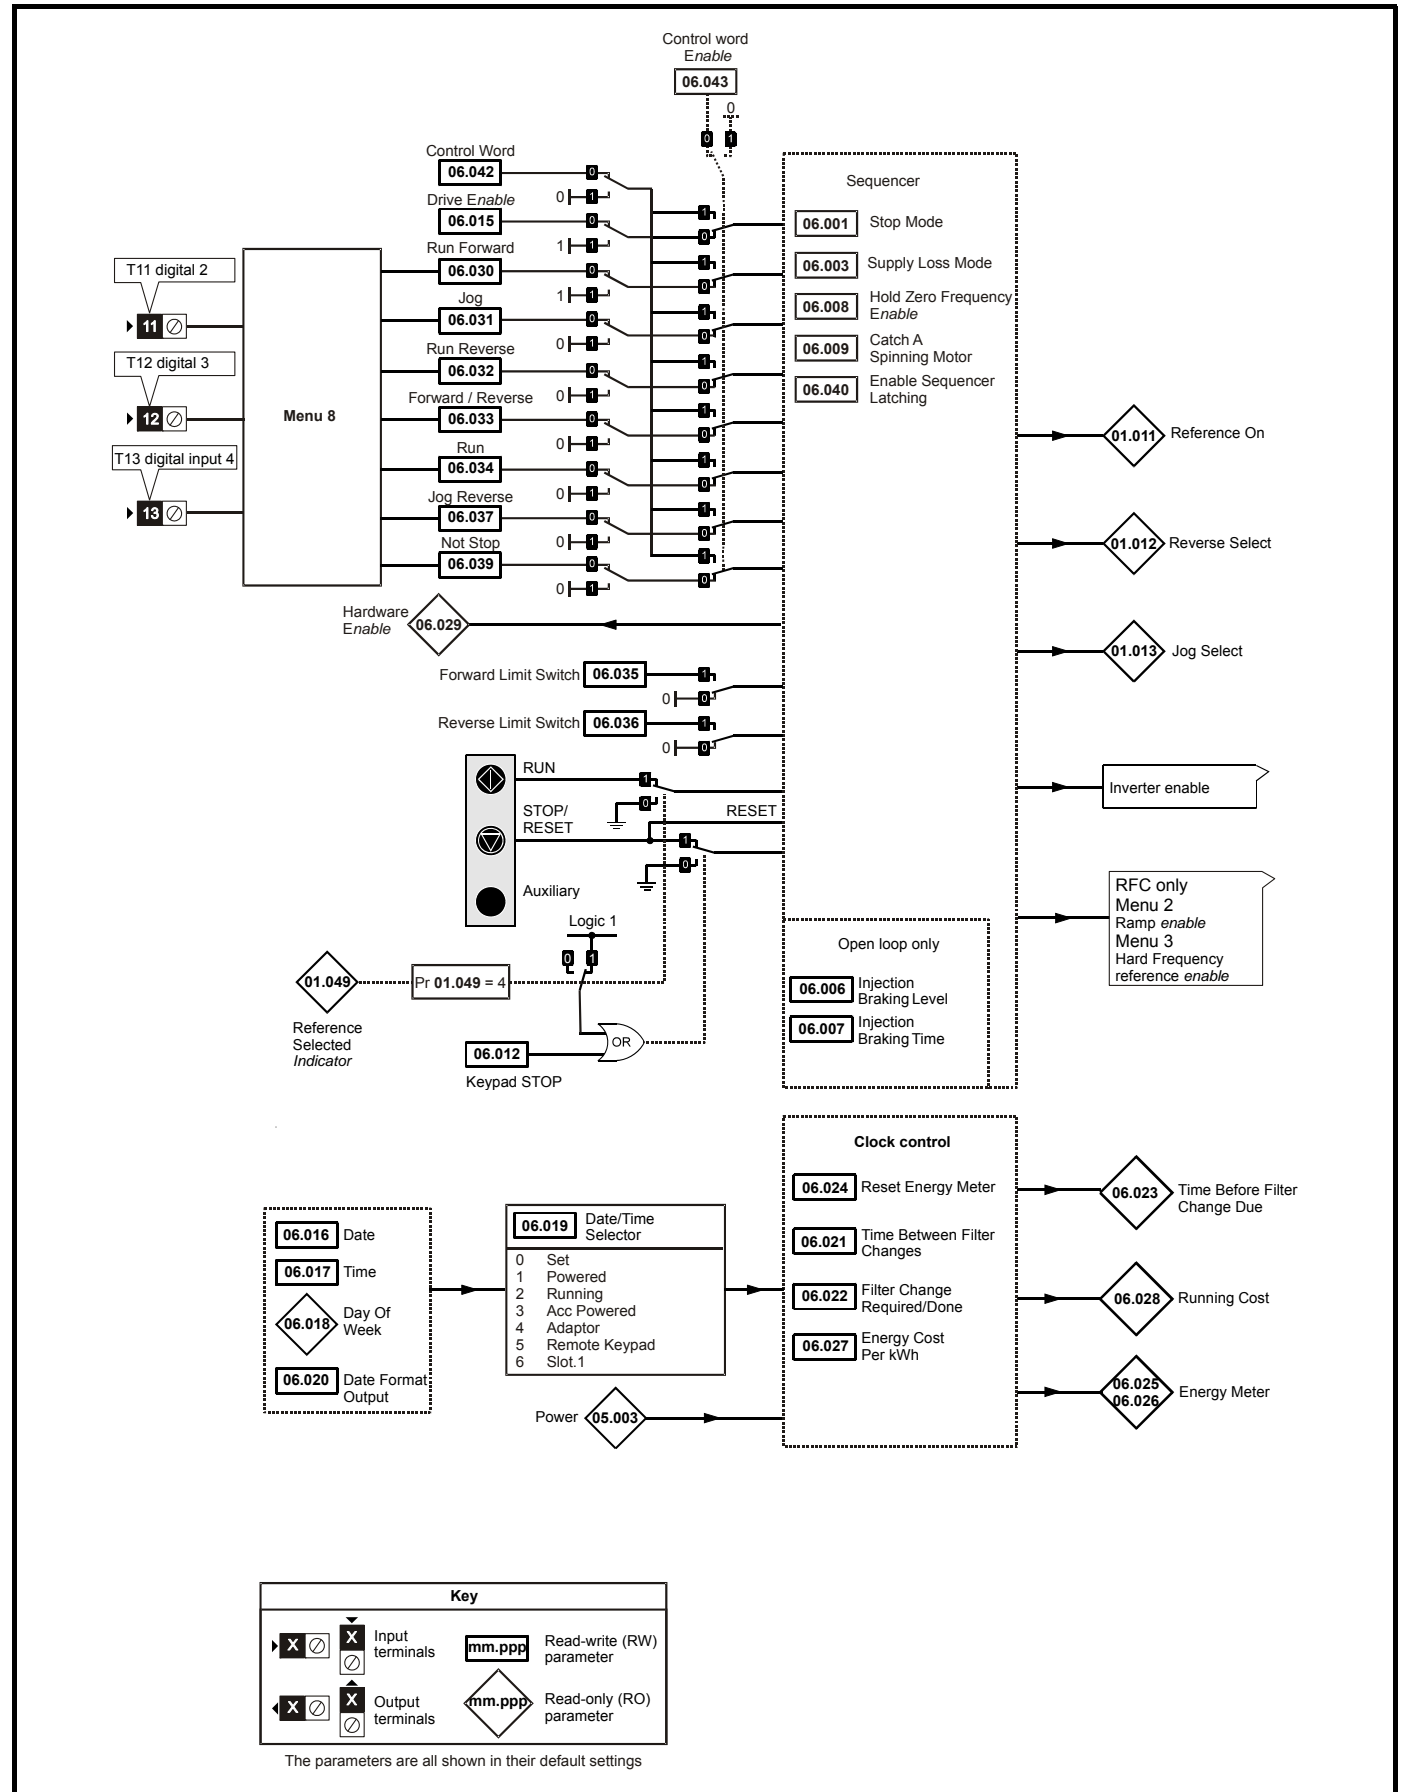 Control word
Enable
06.043
0
0 1
Control Word
06.042
0
0 1
Drive Enable
06.015
0
1 1
Run Forward
06.030
0
1 1
Jog
06.031
0
0 1
Run Reverse
06.032
0
0 1
Forward / Reverse
06.033
0
0 1
Run
06.034
0
0 1
Jog Reverse
06.037
0
0 1
Not Stop
06.039
0
0 1
1
0
1
0
1
0
1
0
1
0
1
0
1
0
1
0
T11 digital 2
11
T12 digital 3
12
T13 digital input 4
13
Menu 8
Hardware
Enable
06.029
Forward Limit Switch 06.035 1
0 0
Reverse Limit Switch 06.036 1
0 0
RUN
1
0
STOP/
RESET
RESET
1
0
Auxiliary
Logic 1
0 1
01.049
Pr 01.049 = 4
Reference
Selected
Indicator
OR
06.012
Keypad STOP
Sequencer
06.001 Stop Mode
06.003 Supply Loss Mode
06.008 Hold Zero Frequency
Enable
06.009 Catch A
Spinning Motor
06.040 Enable Sequencer
Latching
Open loop only
06.006 Injection
Braking Level
06.007 Injection
Braking Time
01.011 Reference On
01.012 Reverse Select
01.013 Jog Select
Inverter enable
RFC only
Menu 2
Ramp enable
Menu 3
Hard Frequency
reference enable
06.016 Date
06.017 Time
06.018 Day Of
Week
06.020 Date Format
Output
06.019 Date/Time
Selector
0 Set
1 Powered
2 Running
3 Acc Powered
4 Adaptor
5 Remote Keypad
6 Slot.1
Power 05.003
Clock control
06.024 Reset Energy Meter
06.021 Time Between Filter
Changes
06.022 Filter Change
Required/Done
06.027 Energy Cost
Per kWh
06.023 Time Before Filter
Change Due
06.028 Running Cost
06.025
06.026
Energy Meter
Key
X X Input
terminals
mm.ppp Read-write (RW)
parameter
X X Output
terminals
mm.ppp Read-only (RO)
parameter
The parameters are all shown in their default settings